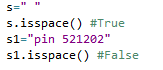 s=" "
s.isspace() #True
s1="pin 521202"
s1.isspace() #False